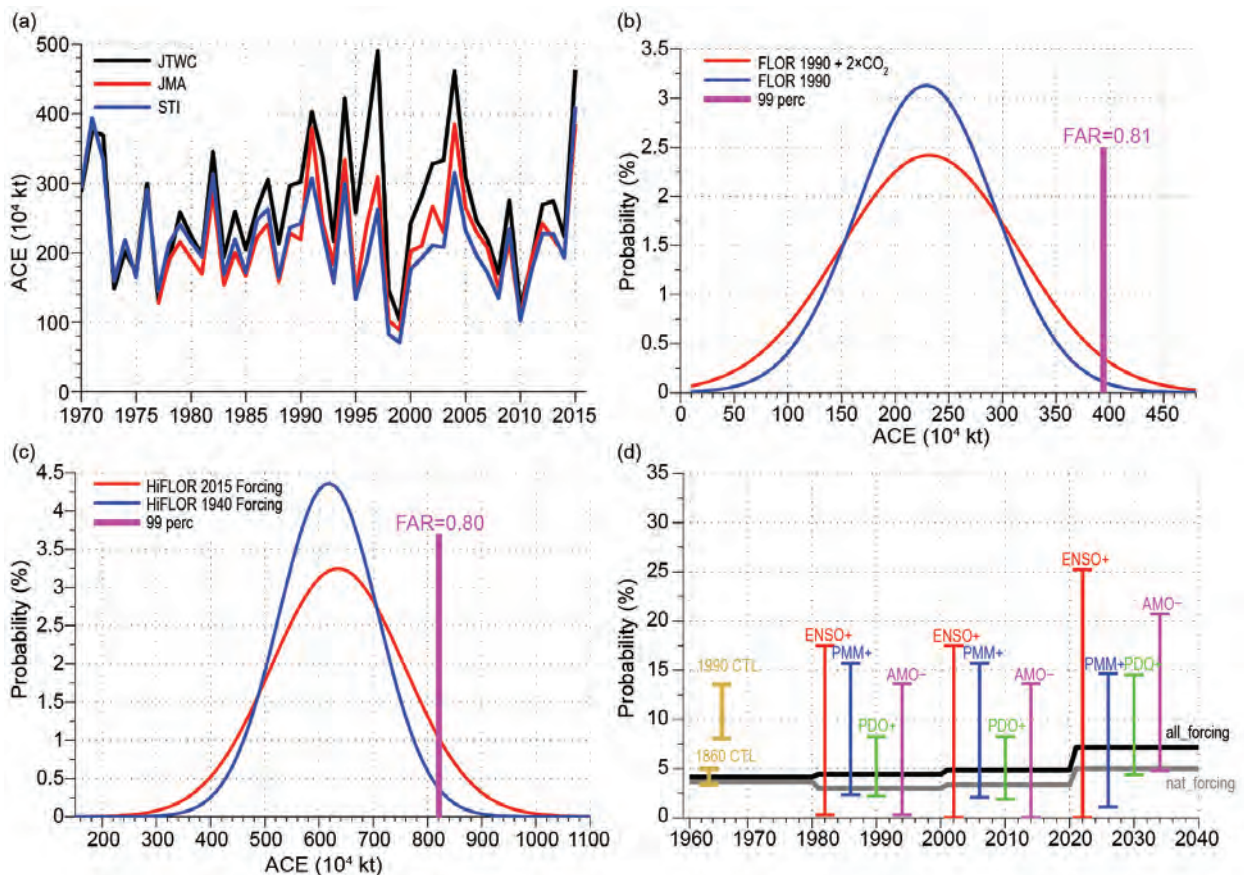 (a)
ACE (10⁴ kt)
500
400
300
200
100
0
JTWC
JMA
STI
1970 1975 1980 1985 1990 1995 2000 2005 2010 2015
(b)
Probability (%)
3.5
3.0
2.5
2.0
1.5
1.0
0.5
0
FLOR 1990 + 2×CO₂
FLOR 1990
99 perc
FAR=0.81
0 50 100 150 200 250 300 350 400 450
ACE (10⁴ kt)
(c)
Probability (%)
4.5
4
3.5
3
2.5
2
1.5
1
0.5
0
HiFLOR 2015 Forcing
HiFLOR 1940 Forcing
99 perc
FAR=0.80
200 300 400 500 600 700 800 900 1000 1100
ACE (10⁴ kt)
(d)
Probability (%)
35
30
25
20
15
10
5
0
1990 CTL
1860 CTL
ENSO+
PMM+
PDO+
AMO−
ENSO+
PMM+
PDO+
AMO−
ENSO+
PMM+
PDO+
AMO−
all_forcing
nat_forcing
1960 1970 1980 1990 2000 2010 2020 2030 2040